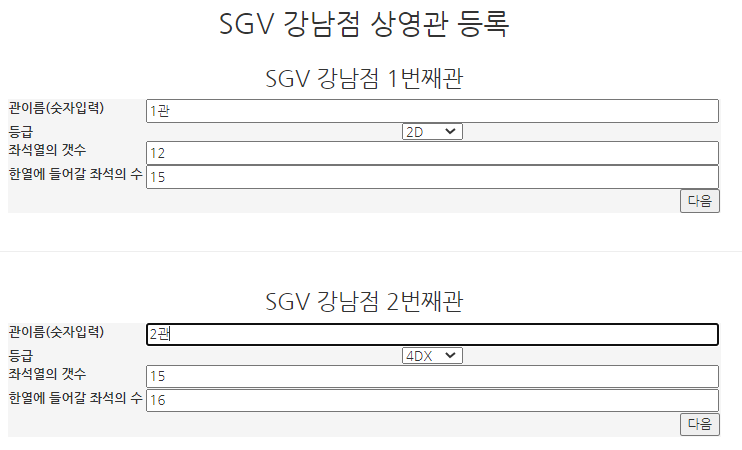 SGV 강남점 상영관 등록
SGV 강남점 1번째관
관이름(숫자입력) 1관
등급 2D
좌석열의 갯수 12
한열에 들어갈 좌석의 수 15
다음
SGV 강남점 2번째관
관이름(숫자입력) 2관
등급 4DX
좌석열의 갯수 15
한열에 들어갈 좌석의 수 16
다음